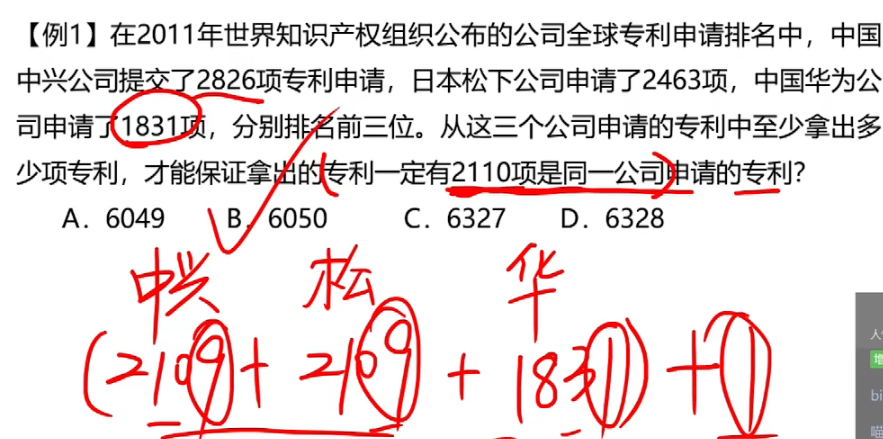 【例1】在2011年世界知识产权组织公布的公司全球专利申请排名中，中国
中兴公司提交了2826项专利申请，日本松下公司申请了2463项，中国华为公
司申请了1831项，分别排名前三位。从这三个公司申请的专利中至少拿出多
少项专利，才能保证拿出的专利一定有2110项是同一公司申请的专利？
A．6049 B．6050 C．6327 D．6328
中兴 松 华
(2109+2109+1831)+1
bi